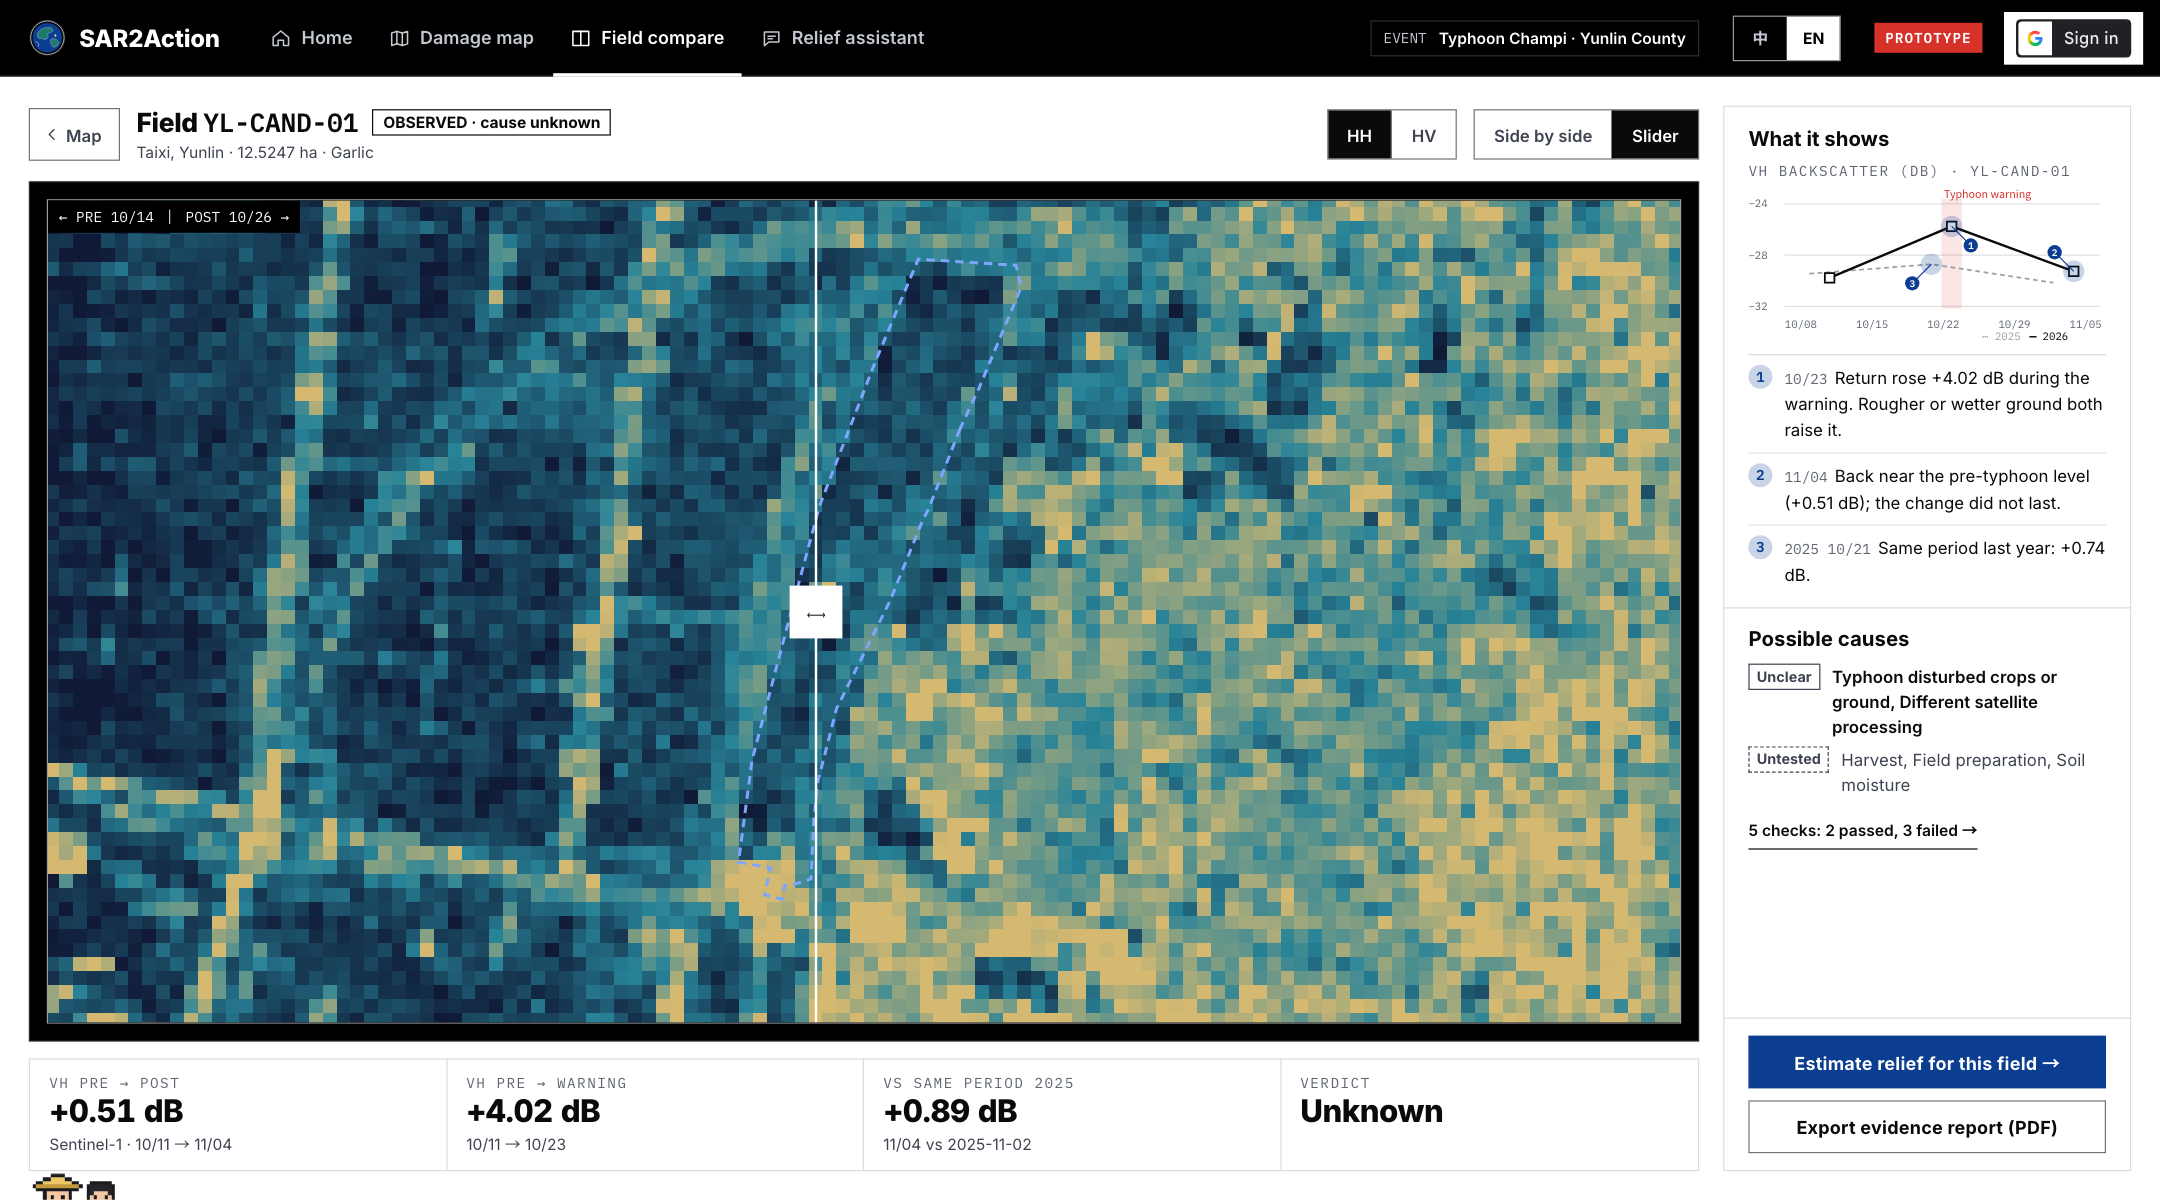 SAR2Action
Home
Damage map
Field compare
Relief assistant
EVENT Typhoon Champi · Yunlin County
中 EN
PROTOTYPE
Sign in
Map
Field YL-CAND-01
OBSERVED · cause unknown
Taixi, Yunlin · 12.5247 ha · Garlic
HH HV
Side by side Slider
← PRE 10/14 | POST 10/26 →
VH PRE → POST
+0.51 dB
Sentinel-1 · 10/11 → 11/04
VH PRE → WARNING
+4.02 dB
10/11 → 10/23
VS SAME PERIOD 2025
+0.89 dB
11/04 vs 2025-11-02
VERDICT
Unknown
What it shows
VH BACKSCATTER (DB) · YL-CAND-01
Typhoon warning
−24
−28
−32
1
2
3
10/08 10/15 10/22 10/29 11/05
2025 2026
1 10/23 Return rose +4.02 dB during the
warning. Rougher or wetter ground both
raise it.
2 11/04 Back near the pre-typhoon level
(+0.51 dB); the change did not last.
3 2025 10/21 Same period last year: +0.74
dB.
Possible causes
Unclear Typhoon disturbed crops or
ground, Different satellite
processing
Untested Harvest, Field preparation, Soil
moisture
5 checks: 2 passed, 3 failed →
Estimate relief for this field →
Export evidence report (PDF)